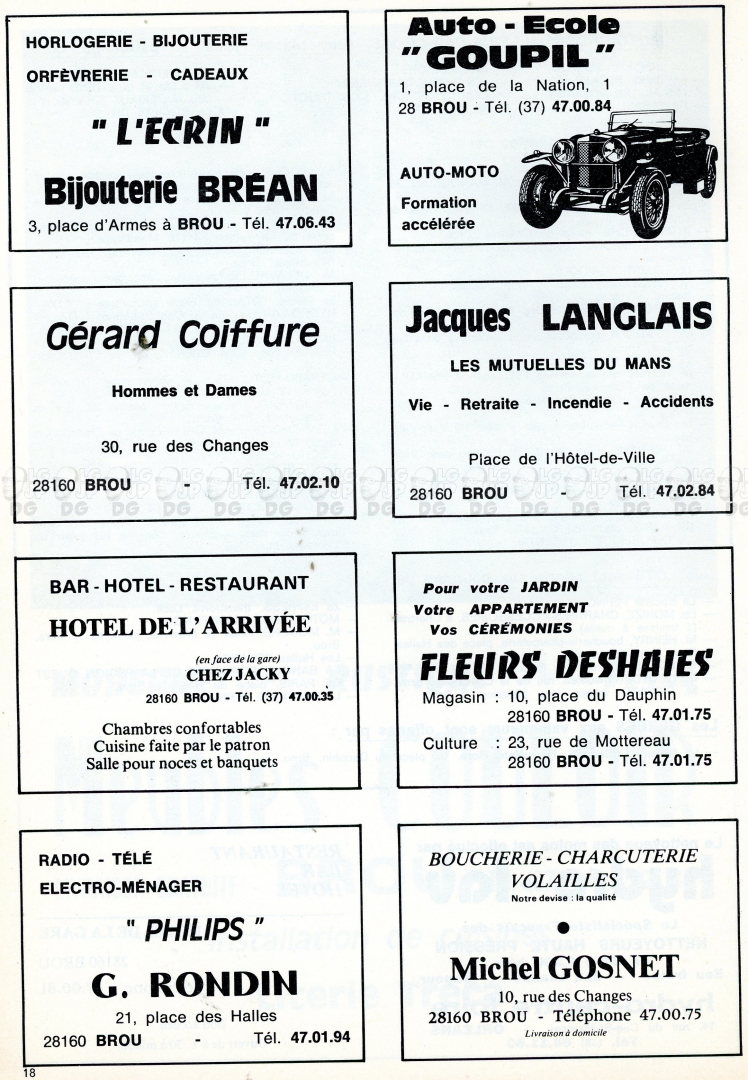 HORLOGERIE - BIJOUTERIE
ORFÈVRERIE - CADEAUX
" L'ECRIN "
Bijouterie BRÉAN
3, place d'Armes à BROU - Tél. 47.06.43
Auto - Ecole
" GOUPIL "
1, place de la Nation, 1
28 BROU - Tél. (37) 47.00.84
AUTO-MOTO
Formation
accélérée
Gérard Coiffure
Hommes et Dames
30, rue des Changes
28160 BROU - Tél. 47.02.10
Jacques LANGLAIS
LES MUTUELLES DU MANS
Vie - Retraite - Incendie - Accidents
Place de l'Hôtel-de-Ville
28160 BROU - Tél. 47.02.84
BAR - HOTEL - RESTAURANT
HOTEL DE L'ARRIVÉE
(en face de la gare)
CHEZ JACKY
28160 BROU - Tél. (37) 47.00.35
Chambres confortables
Cuisine faite par le patron
Salle pour noces et banquets
Pour votre JARDIN
Votre APPARTEMENT
Vos CÉRÉMONIES
FLEURS DESHAIES
Magasin : 10, place du Dauphin
28160 BROU - Tél. 47.01.75
Culture : 23, rue de Mottereau
28160 BROU - Tél. 47.01.75
RADIO - TÉLÉ
ELECTRO-MÉNAGER
" PHILIPS "
G. RONDIN
21, place des Halles
28160 BROU - Tél. 47.01.94
BOUCHERIE - CHARCUTERIE
VOLAILLES
Notre devise : la qualité
Michel GOSNET
10, rue des Changes
28160 BROU - Téléphone 47.00.75
Livraison à domicile
18